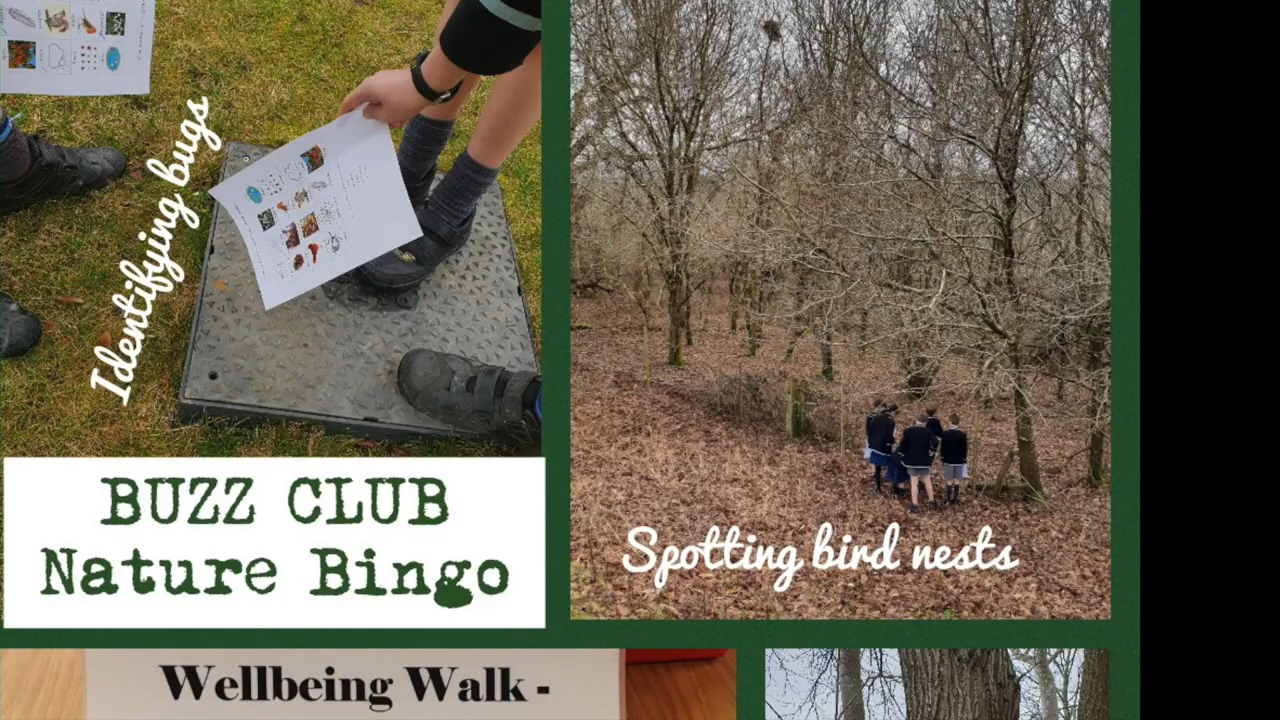 Identifying bugs
BUZZ CLUB
Nature Bingo
Spotting bird nests
Wellbeing Walk -